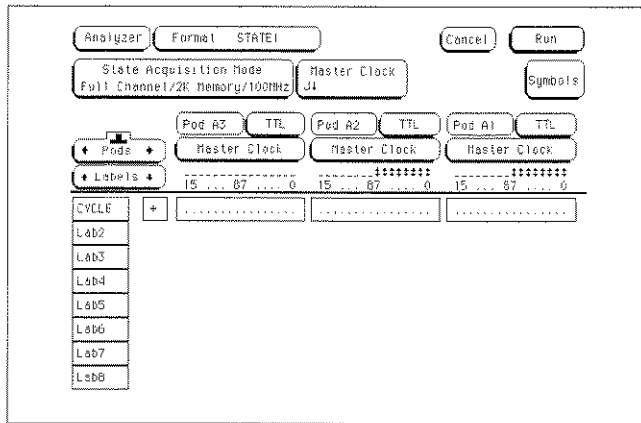 Analyzer Format STATE1 Cancel Run
State Acquisition Mode
Full Channel/2K Memory/100MHz
Master Clock
J↓
Symbols
Pod A3 TTL Pod A2 TTL Pod A1 TTL
← Pods → Master Clock Master Clock Master Clock
↑ Labels ↓
15 ... 87 .... 0 15 ... 87 .... 0 15 ... 87 .... 0
CYCLE + ................ ................ ................
Lab2
Lab3
Lab4
Lab5
Lab6
Lab7
Lab8